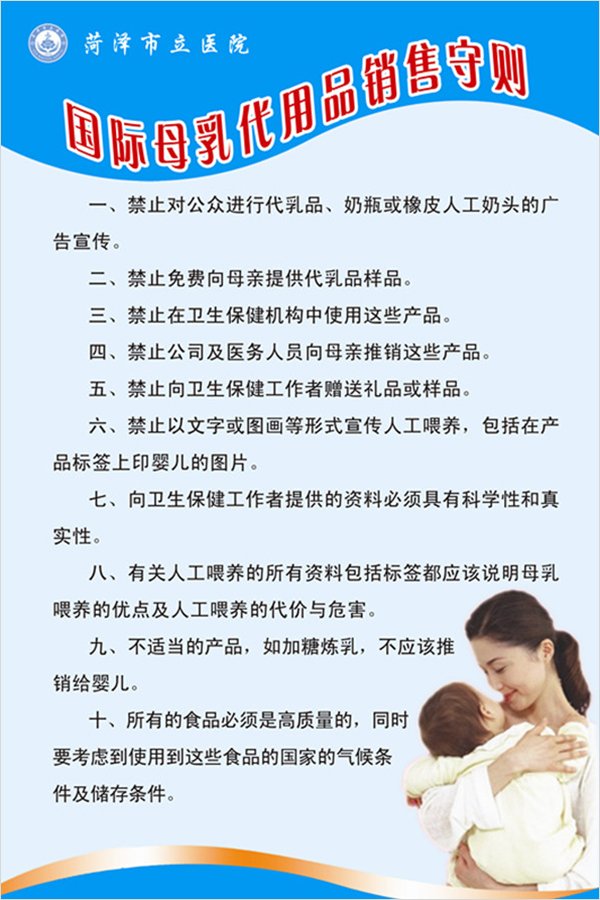 菏泽市立医院
国际母乳代用品销售守则
一、禁止对公众进行代乳品、奶瓶或橡皮人工奶头的广
告宣传。
二、禁止免费向母亲提供代乳品样品。
三、禁止在卫生保健机构中使用这些产品。
四、禁止公司及医务人员向母亲推销这些产品。
五、禁止向卫生保健工作者赠送礼品或样品。
六、禁止以文字或图画等形式宣传人工喂养，包括在产
品标签上印婴儿的图片。
七、向卫生保健工作者提供的资料必须具有科学性和真
实性。
八、有关人工喂养的所有资料包括标签都应该说明母乳
喂养的优点及人工喂养的代价与危害。
九、不适当的产品，如加糖炼乳，不应该推
销给婴儿。
十、所有的食品必须是高质量的，同时
要考虑到使用到这些食品的国家的气候条
件及储存条件。